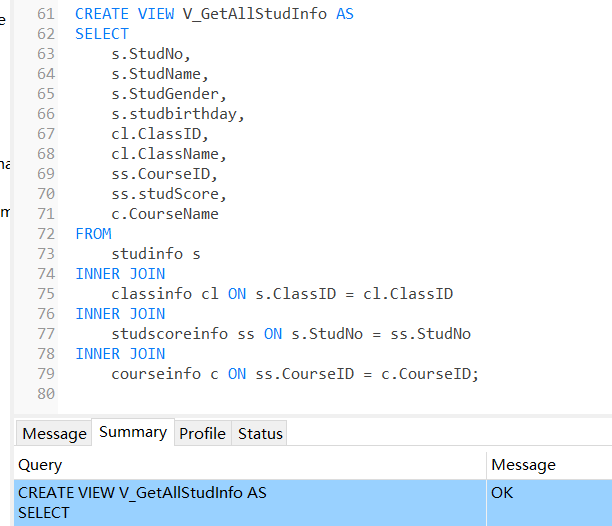 e
na
m
61 CREATE VIEW V_GetAllStudInfo AS
62 SELECT
63 s.StudNo,
64 s.StudName,
65 s.StudGender,
66 s.studbirthday,
67 cl.ClassID,
68 cl.ClassName,
69 ss.CourseID,
70 ss.studScore,
71 c.CourseName
72 FROM
73 studinfo s
74 INNER JOIN
75 classinfo cl ON s.ClassID = cl.ClassID
76 INNER JOIN
77 studscoreinfo ss ON s.StudNo = ss.StudNo
78 INNER JOIN
79 courseinfo c ON ss.CourseID = c.CourseID;
80
Message Summary Profile Status
Query Message
CREATE VIEW V_GetAllStudInfo AS OK
SELECT